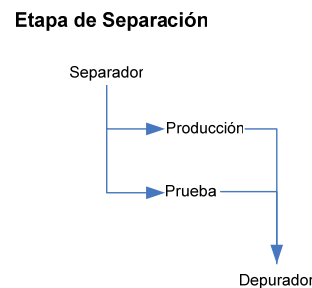 Etapa de Separación
Separador
Producción
Prueba
Depurador